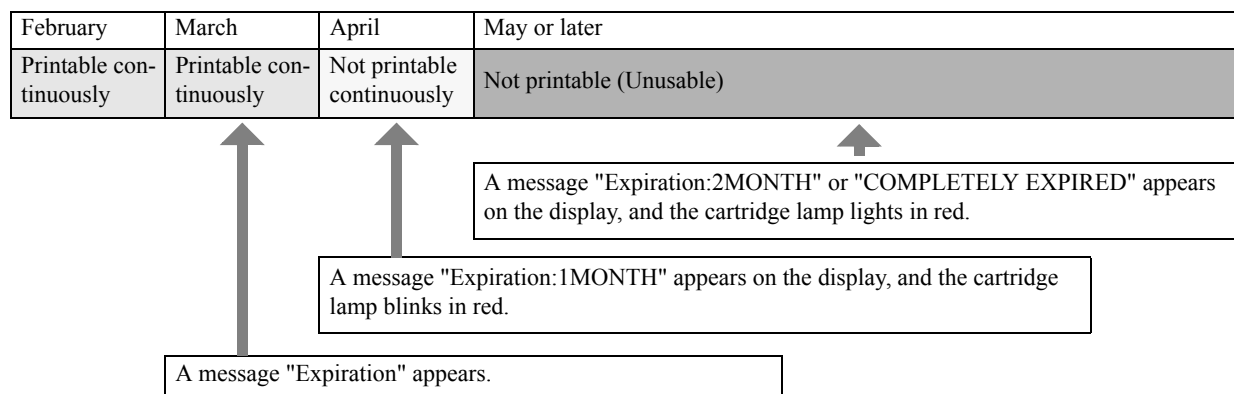 February
March
April
May or later
Printable con-
tinuously
Printable con-
tinuously
Not printable
continuously
Not printable (Unusable)
A message "Expiration:2MONTH" or "COMPLETELY EXPIRED" appears
on the display, and the cartridge lamp lights in red.
A message "Expiration:1MONTH" appears on the display, and the cartridge
lamp blinks in red.
A message "Expiration" appears.